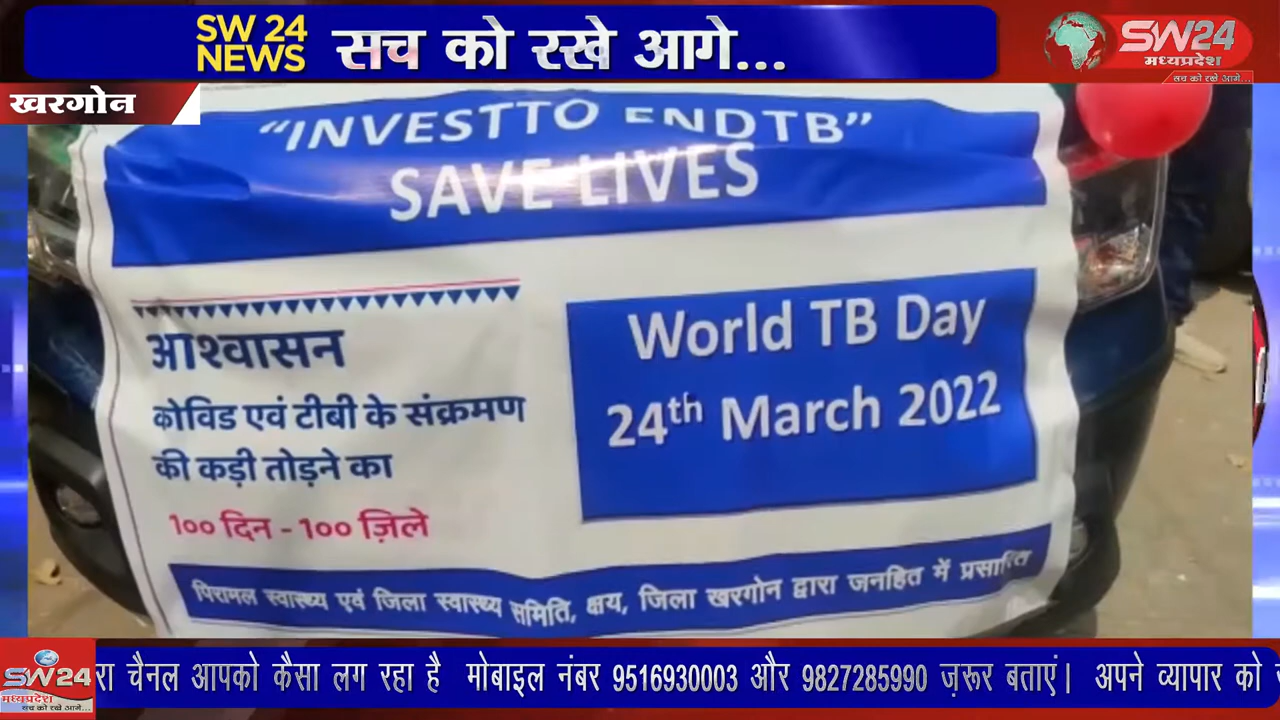 SW 24
NEWS
सच को रखे आगे...
SW24
मध्यप्रदेश
सच को रखे आगे...
खरगोन
“INVESTTO ENDTB”
SAVE LIVES
आश्वासन
कोविड एवं टीबी के संक्रमण
की कड़ी तोड़ने का
१०० दिन - १०० ज़िले
World TB Day
24th March 2022
पिरामल स्वास्थ्य एवं जिला स्वास्थ्य समिति, क्षय, जिला खरगोन द्वारा जनहित में प्रसारित
SW24
मध्यप्रदेश
सच को रखे आगे...
रा चैनल आपको कैसा लग रहा है मोबाइल नंबर 9516930003 और 9827285990 ज़रूर बताएं। अपने व्यापार को